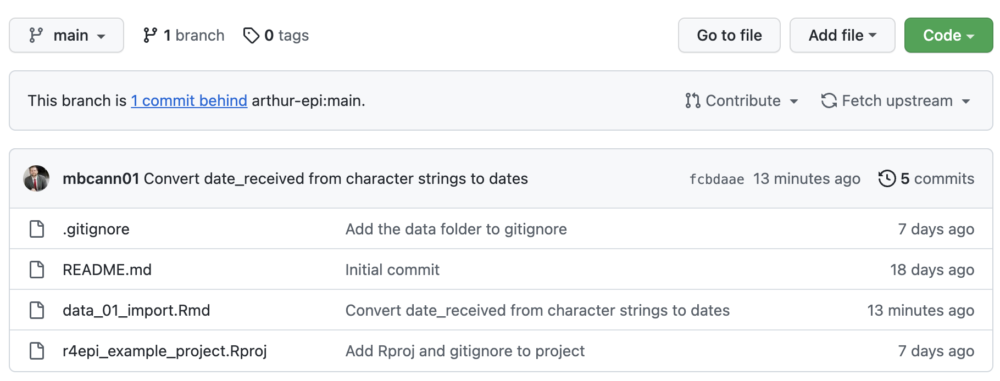 main 1 branch 0 tags Go to file Add file Code
This branch is 1 commit behind arthur-epi:main. Contribute Fetch upstream
mbcann01 Convert date_received from character strings to dates fcbdaae 13 minutes ago 5 commits
.gitignore Add the data folder to gitignore 7 days ago
README.md Initial commit 18 days ago
data_01_import.Rmd Convert date_received from character strings to dates 13 minutes ago
r4epi_example_project.Rproj Add Rproj and gitignore to project 7 days ago